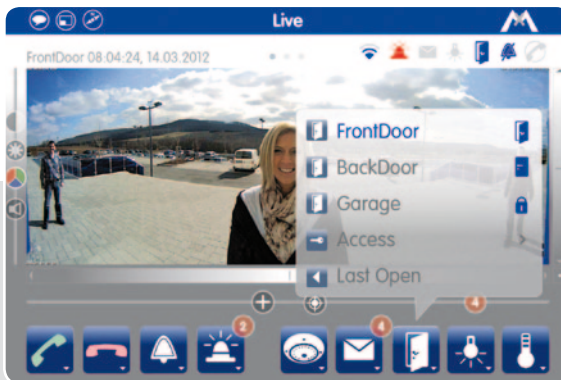 Live
FrontDoor 08:04:24, 14.03.2012
FrontDoor
BackDoor
Garage
Access
Last Open
2
4
4